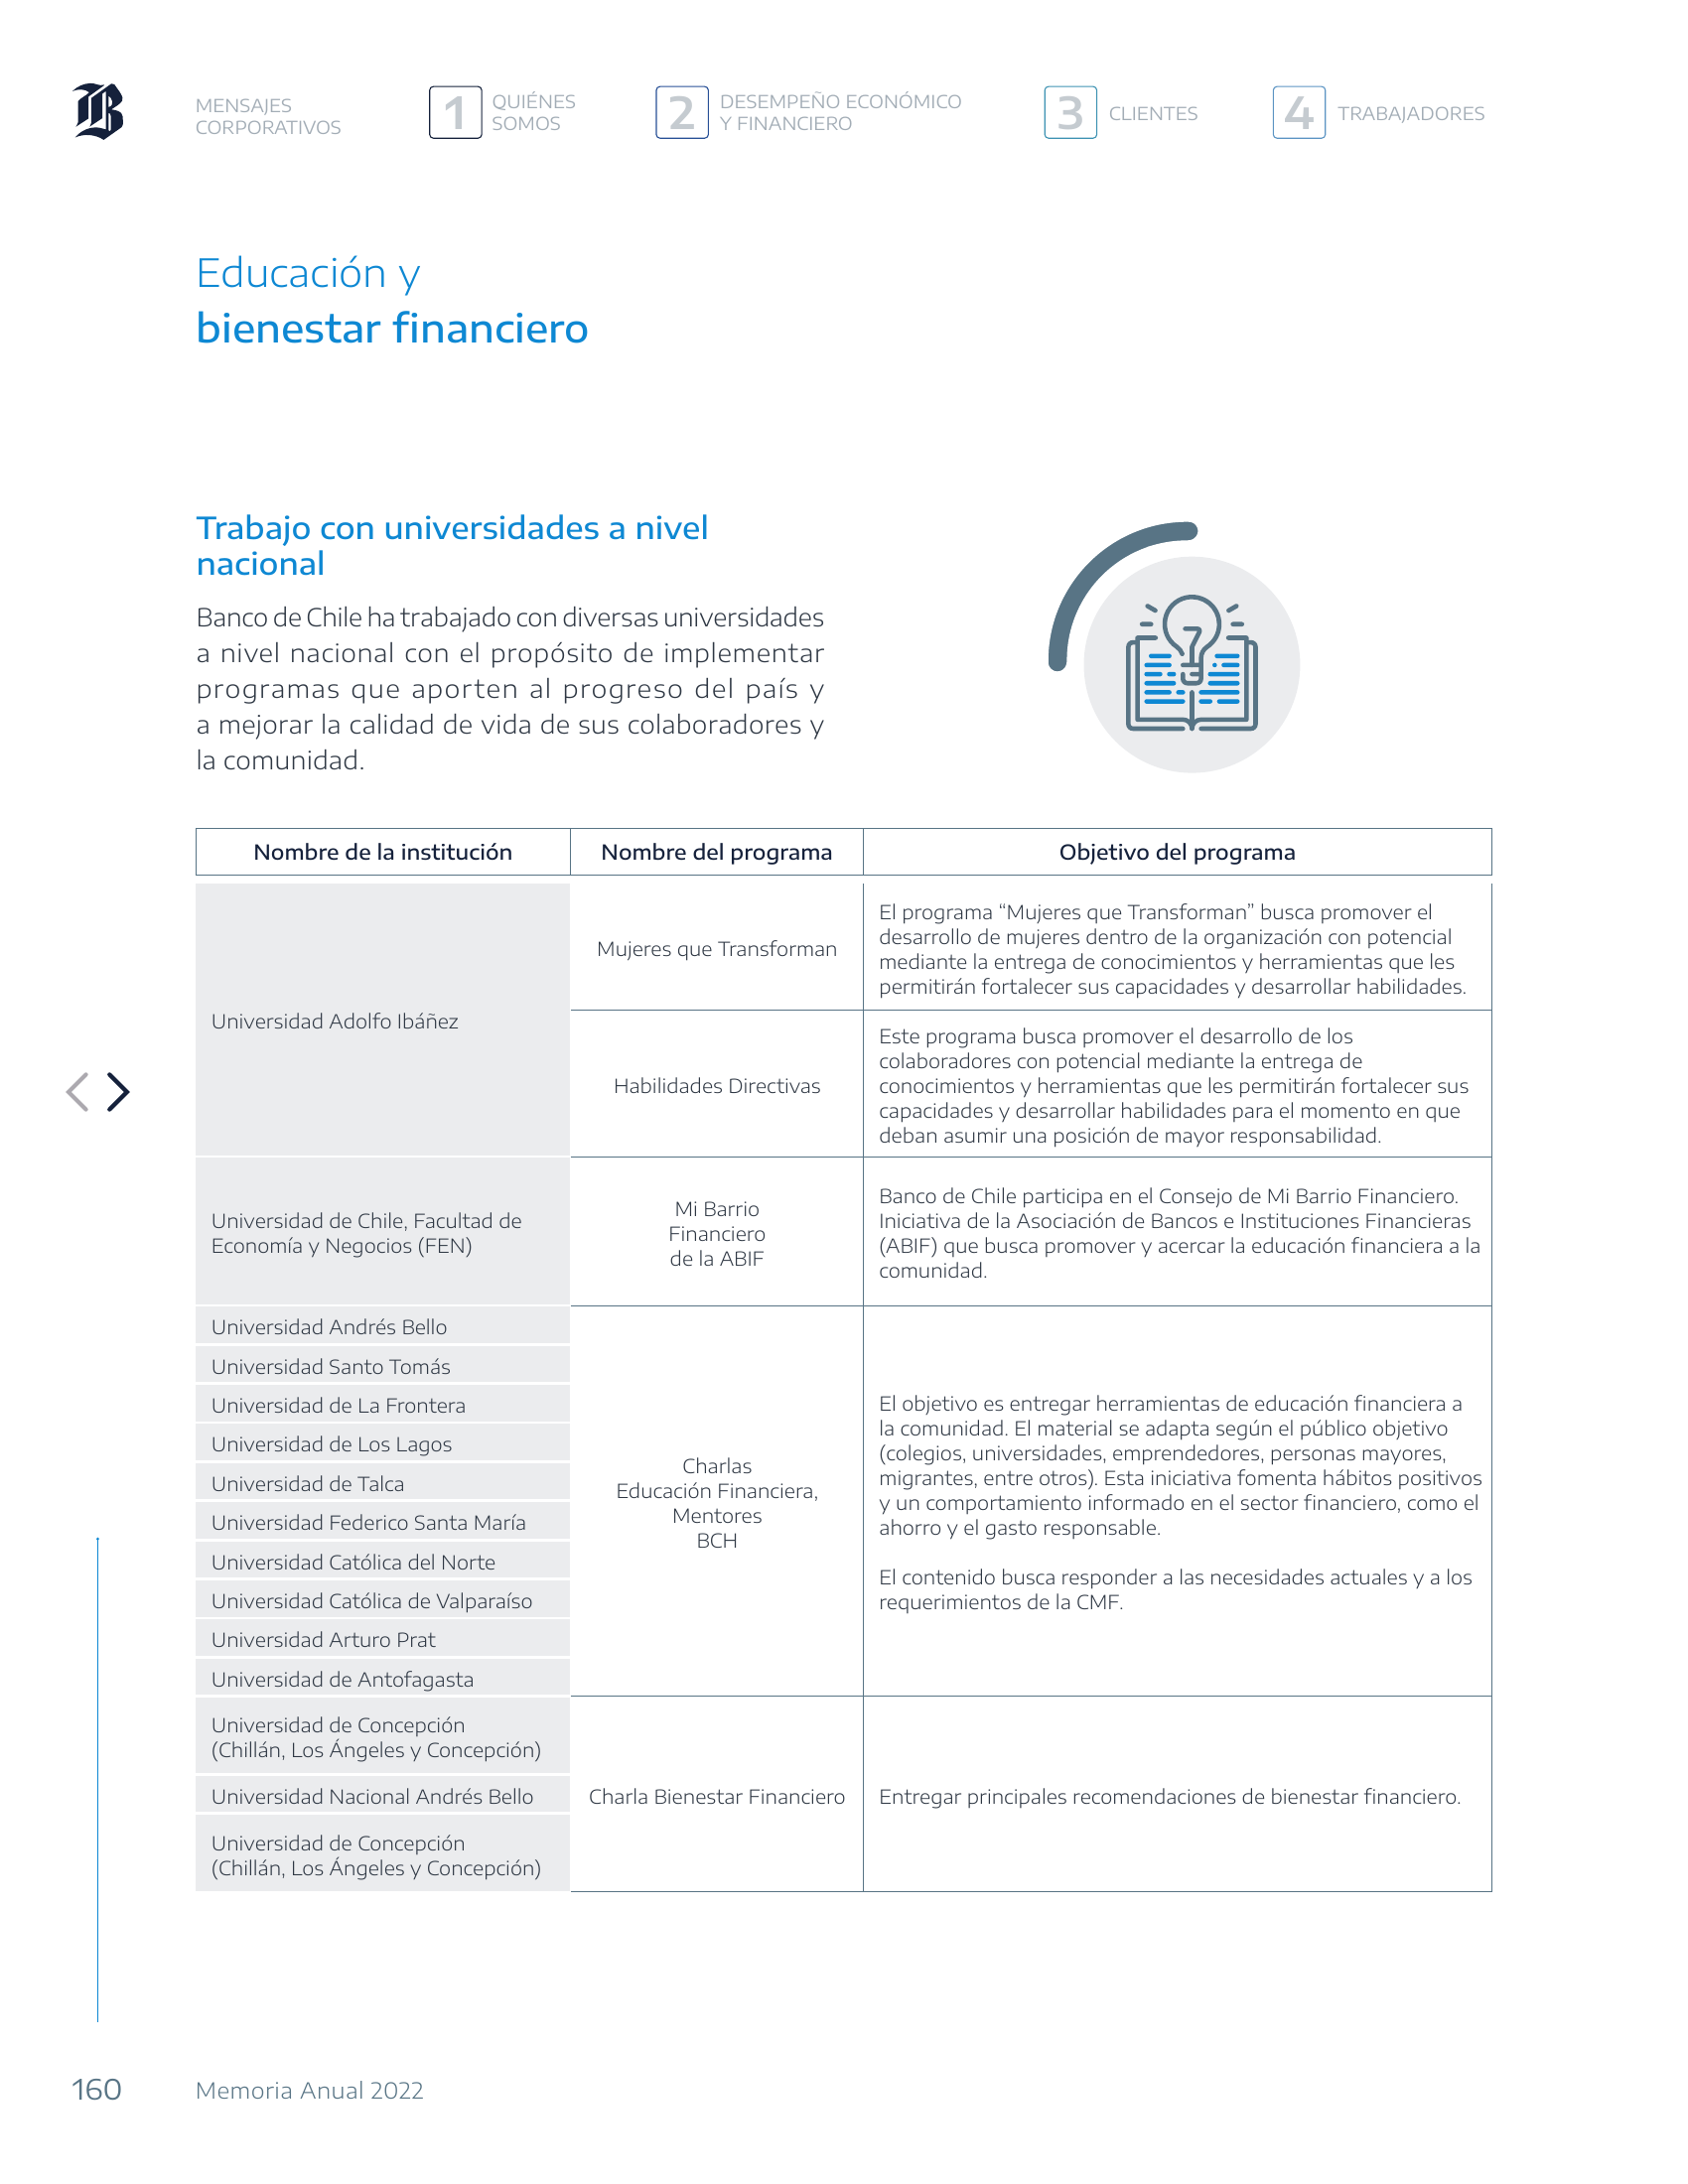 MENSAJES
CORPORATIVOS
1 QUIÉNES
SOMOS
2 DESEMPEÑO ECONÓMICO
Y FINANCIERO
3 CLIENTES
4 TRABAJADORES
Educación y
bienestar financiero
Trabajo con universidades a nivel
nacional
Banco de Chile ha trabajado con diversas universidades
a nivel nacional con el propósito de implementar
programas que aporten al progreso del país y
a mejorar la calidad de vida de sus colaboradores y
la comunidad.
Nombre de la institución
Nombre del programa
Objetivo del programa
Universidad Adolfo Ibáñez
Mujeres que Transforman
El programa “Mujeres que Transforman” busca promover el
desarrollo de mujeres dentro de la organización con potencial
mediante la entrega de conocimientos y herramientas que les
permitirán fortalecer sus capacidades y desarrollar habilidades.
Habilidades Directivas
Este programa busca promover el desarrollo de los
colaboradores con potencial mediante la entrega de
conocimientos y herramientas que les permitirán fortalecer sus
capacidades y desarrollar habilidades para el momento en que
deban asumir una posición de mayor responsabilidad.
Universidad de Chile, Facultad de
Economía y Negocios (FEN)
Mi Barrio
Financiero
de la ABIF
Banco de Chile participa en el Consejo de Mi Barrio Financiero.
Iniciativa de la Asociación de Bancos e Instituciones Financieras
(ABIF) que busca promover y acercar la educación financiera a la
comunidad.
Universidad Andrés Bello
Universidad Santo Tomás
Universidad de La Frontera
Universidad de Los Lagos
Universidad de Talca
Universidad Federico Santa María
Universidad Católica del Norte
Universidad Católica de Valparaíso
Universidad Arturo Prat
Universidad de Antofagasta
Charlas
Educación Financiera,
Mentores
BCH
El objetivo es entregar herramientas de educación financiera a
la comunidad. El material se adapta según el público objetivo
(colegios, universidades, emprendedores, personas mayores,
migrantes, entre otros). Esta iniciativa fomenta hábitos positivos
y un comportamiento informado en el sector financiero, como el
ahorro y el gasto responsable.
El contenido busca responder a las necesidades actuales y a los
requerimientos de la CMF.
Universidad de Concepción
(Chillán, Los Ángeles y Concepción)
Universidad Nacional Andrés Bello
Universidad de Concepción
(Chillán, Los Ángeles y Concepción)
Charla Bienestar Financiero
Entregar principales recomendaciones de bienestar financiero.
160
Memoria Anual 2022